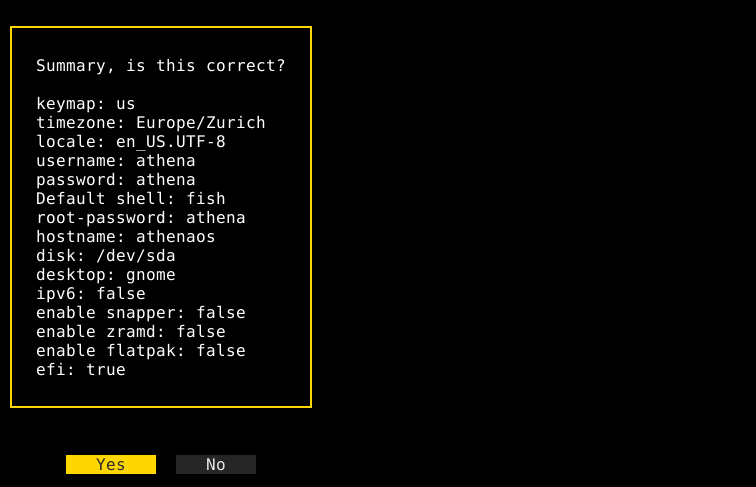 Summary, is this correct?
keymap: us
timezone: Europe/Zurich
locale: en_US.UTF-8
username: athena
password: athena
Default shell: fish
root-password: athena
hostname: athenaos
disk: /dev/sda
desktop: gnome
ipv6: false
enable snapper: false
enable zramd: false
enable flatpak: false
efi: true
Yes No